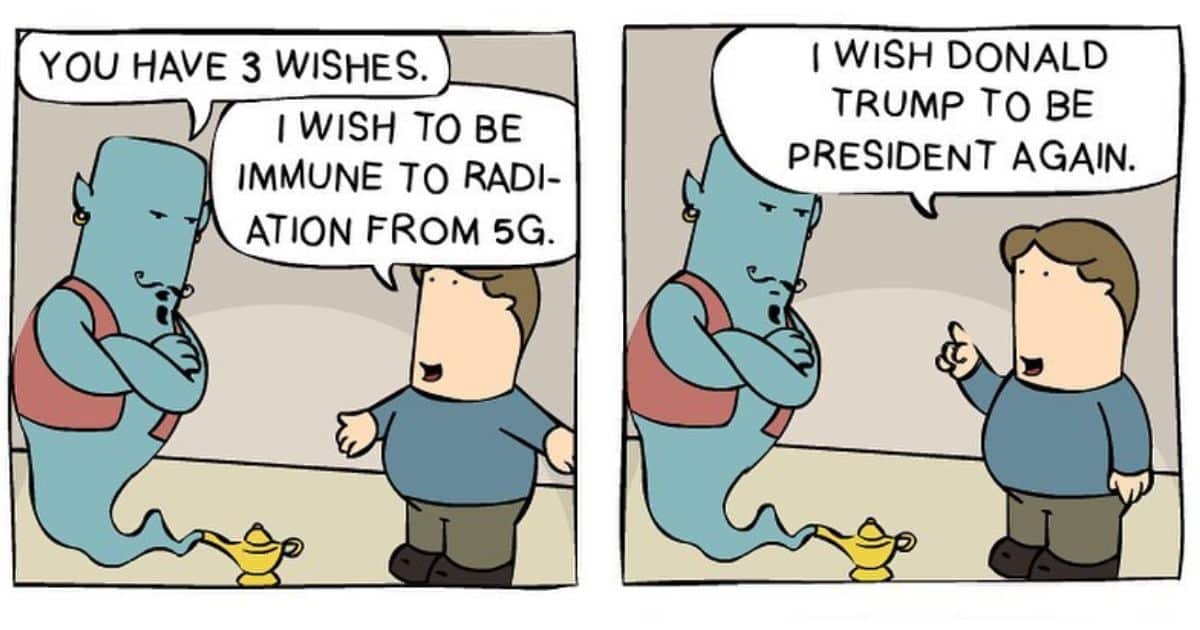 YOU HAVE 3 WISHES.
I WISH TO BE
IMMUNE TO RADI-
ATION FROM 5G.
I WISH DONALD
TRUMP TO BE
PRESIDENT AGAIN.